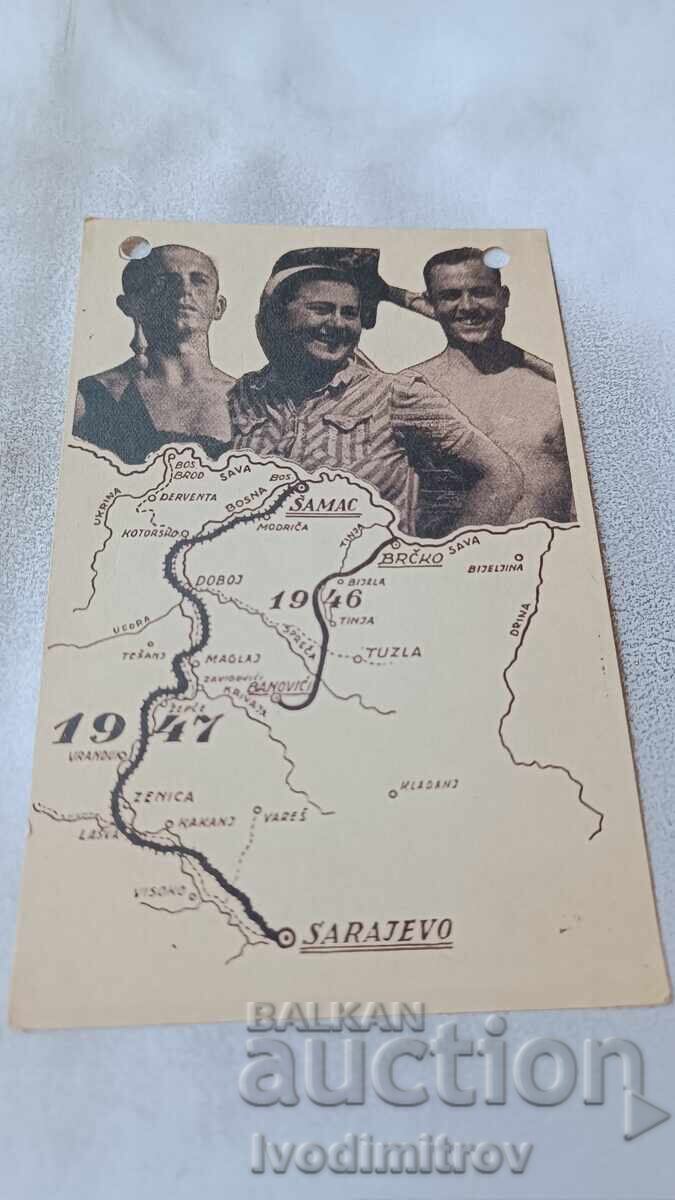 BOS. BROD
SAVA
BOS.
ŠAMAC
UKRINA
DERVENTA
BOSNA
MODRIČA
KOTORSKO
TINJA
BRČKO
SAVA
BIJELJINA
DOBOJ
BIJELA
1946
TINJA
DRINA
USORA
SPREČA
TUZLA
TEŠANJ
MAGLAJ
ZAVIDOVIĆI
BANOVIĆI
KRIVAJA
ŽEPČE
1947
VRANDUK
ZENICA
KLADANJ
LAŠVA
KAKANJ
VAREŠ
VISOKO
SARAJEVO
BALKAN
auction
Ivodimitrov